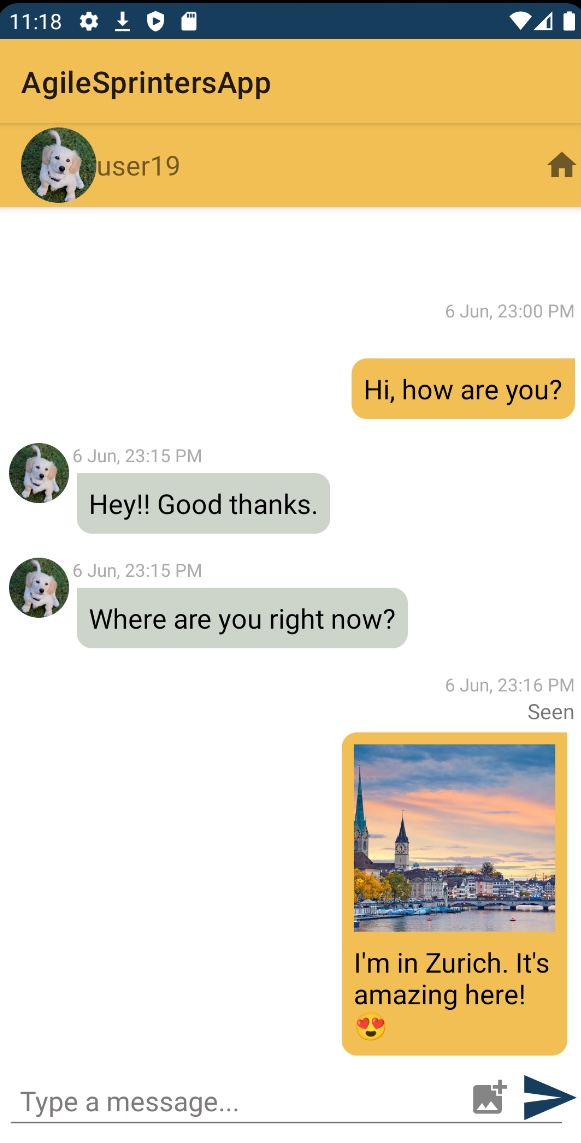 11:18
AgileSprintersApp
user19
6 Jun, 23:00 PM
Hi, how are you?
6 Jun, 23:15 PM
Hey!! Good thanks.
6 Jun, 23:15 PM
Where are you right now?
6 Jun, 23:16 PM
Seen
I'm in Zurich. It's
amazing here!
😍
Type a message...